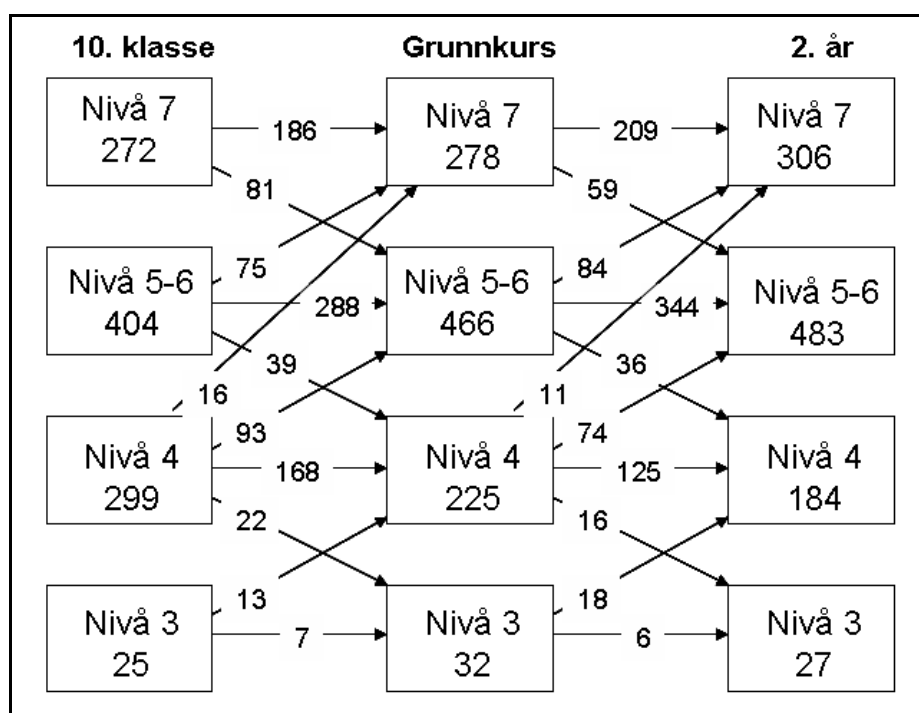 10. klasse Grunnkurs 2. år
Nivå 7
272
186
Nivå 7
278
209
Nivå 7
306
81
59
75
84
Nivå 5-6
404
288
Nivå 5-6
466
344
Nivå 5-6
483
39
36
16
11
93
74
Nivå 4
299
168
Nivå 4
225
125
Nivå 4
184
22
16
13
18
Nivå 3
25
7
Nivå 3
32
6
Nivå 3
27